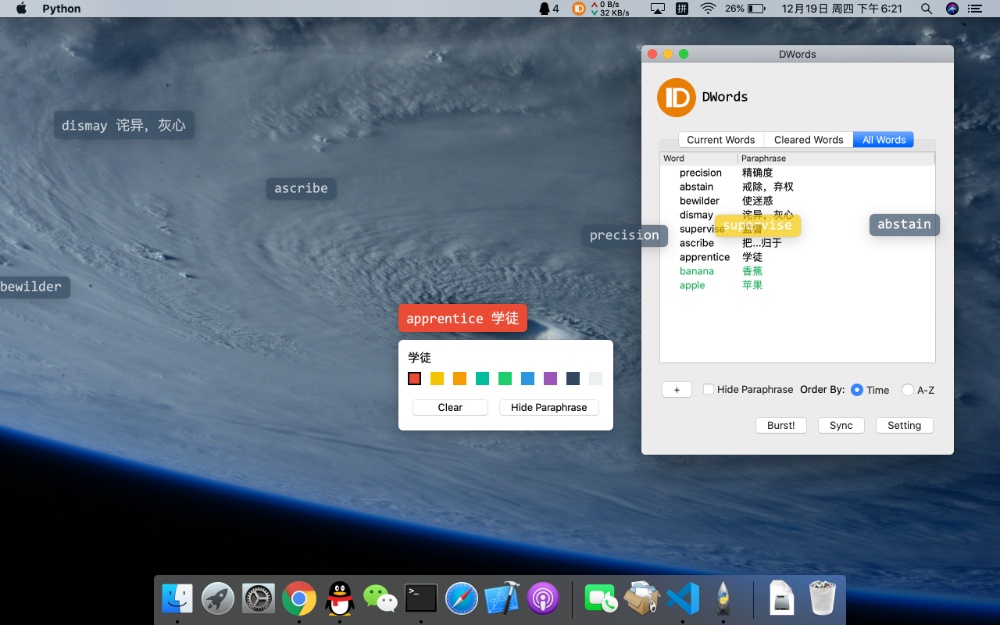 Python
4
0 B/s
32 KB/s
拼
26%
12月19日 周四 下午6:21
DWords
DWords
dismay 诧异，灰心
ascribe
precision
supervise
abstain
bewilder
Current Words
Cleared Words
All Words
Word Paraphrase
precision 精确度
abstain 戒除，弃权
bewilder 使迷惑
dismay 诧异，灰心
supervise 监督
ascribe 把...归于
apprentice 学徒
banana 香蕉
apple 苹果
apprentice 学徒
学徒
Clear
Hide Paraphrase
+
Hide Paraphrase
Order By:
Time
A-Z
Burst!
Sync
Setting